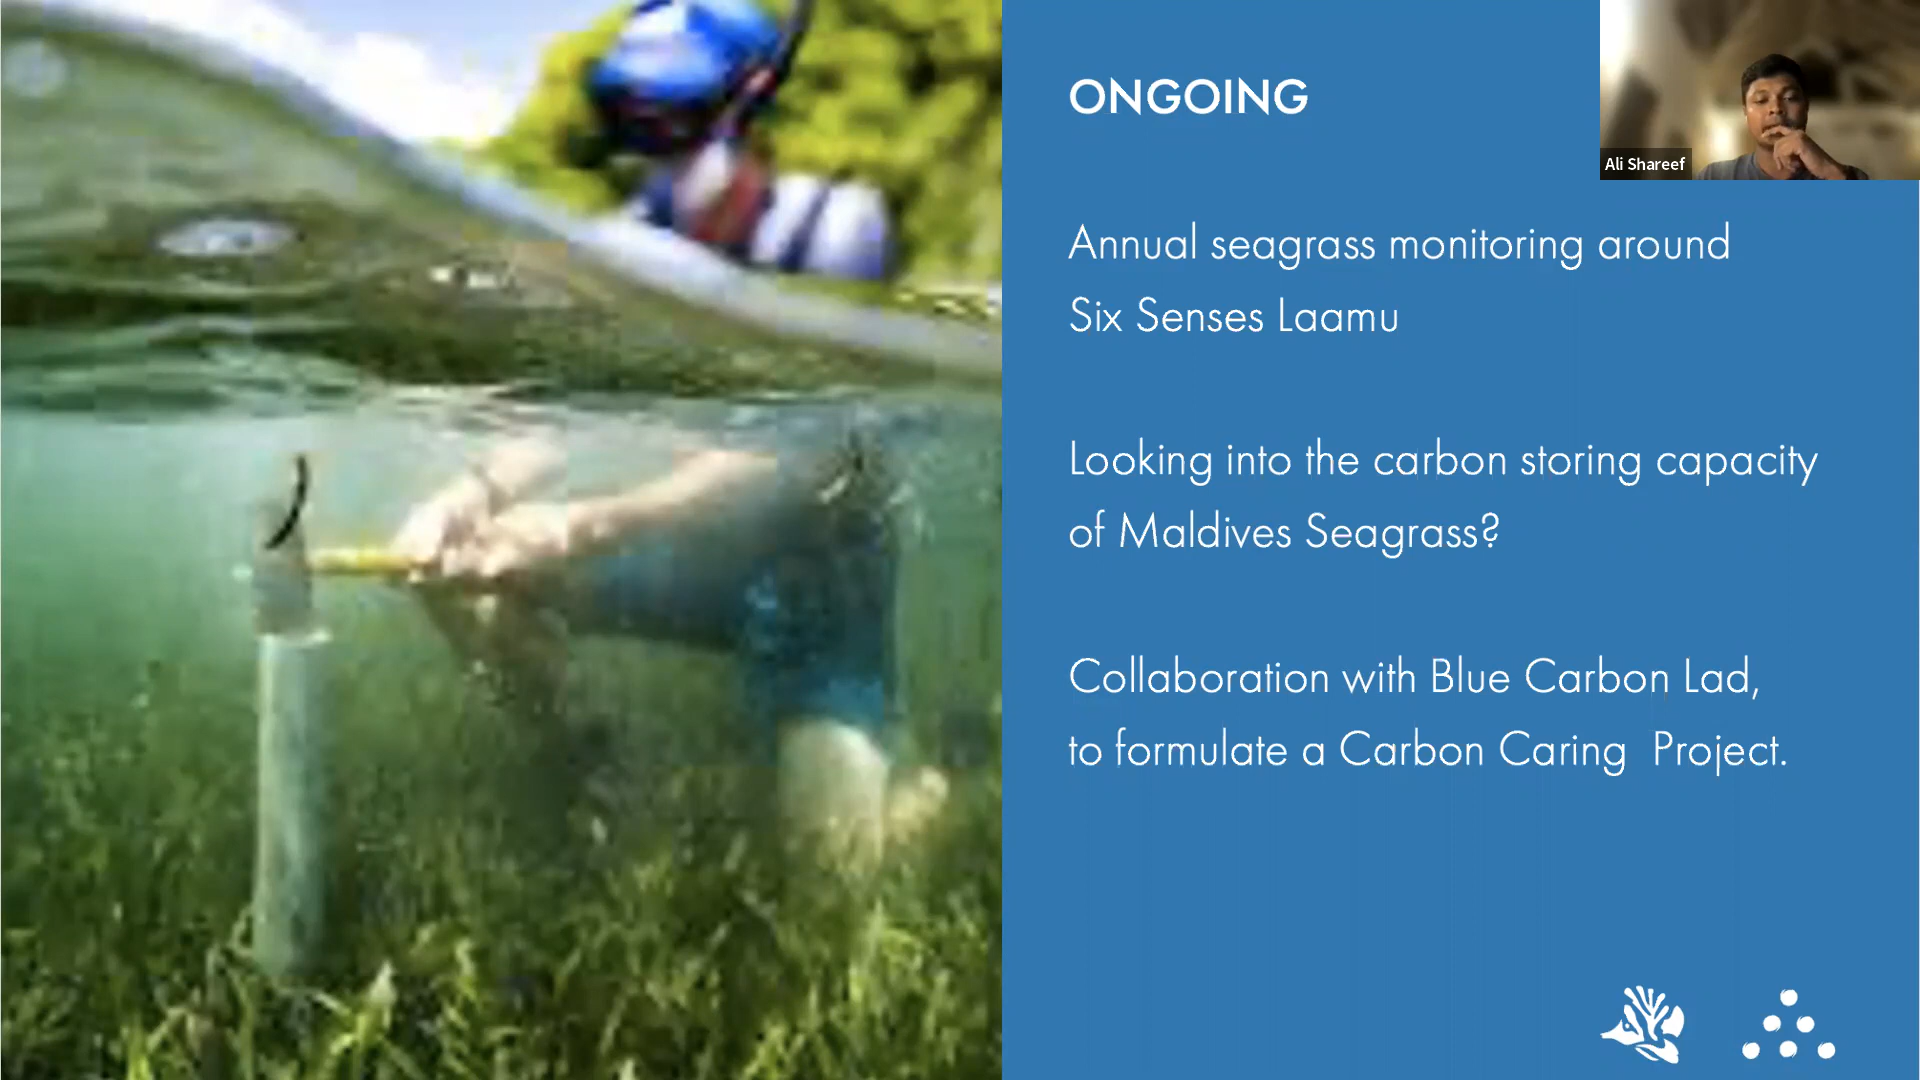 ONGOING
Ali Shareef
Annual seagrass monitoring around
Six Senses Laamu
Looking into the carbon storing capacity
of Maldives Seagrass?
Collaboration with Blue Carbon Lad,
to formulate a Carbon Caring  Project.